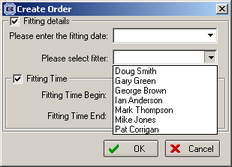 Create Order
Fitting details
Please enter the fitting date:
Please select fitter:
Doug Smith
Gary Green
George Brown
Ian Anderson
Mark Thompson
Mike Jones
Pat Corrigan
Fitting Time
Fitting Time Begin:
Fitting Time End:
OK
Cancel